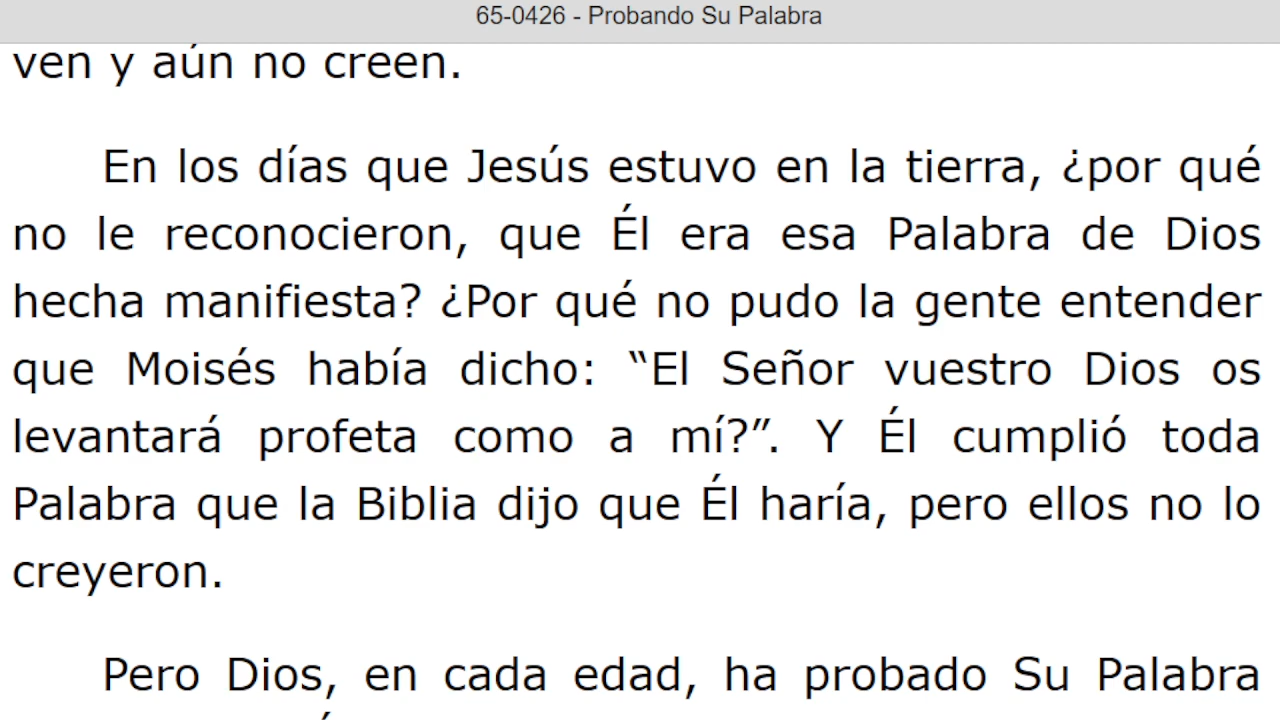 65-0426 - Probando Su Palabra
ven y aún no creen.
En los días que Jesús estuvo en la tierra, ¿por qué
no le reconocieron, que Él era esa Palabra de Dios
hecha manifiesta? ¿Por qué no pudo la gente entender
que Moisés había dicho: “El Señor vuestro Dios os
levantará profeta como a mí?”. Y Él cumplió toda
Palabra que la Biblia dijo que Él haría, pero ellos no lo
creyeron.
Pero Dios, en cada edad, ha probado Su Palabra